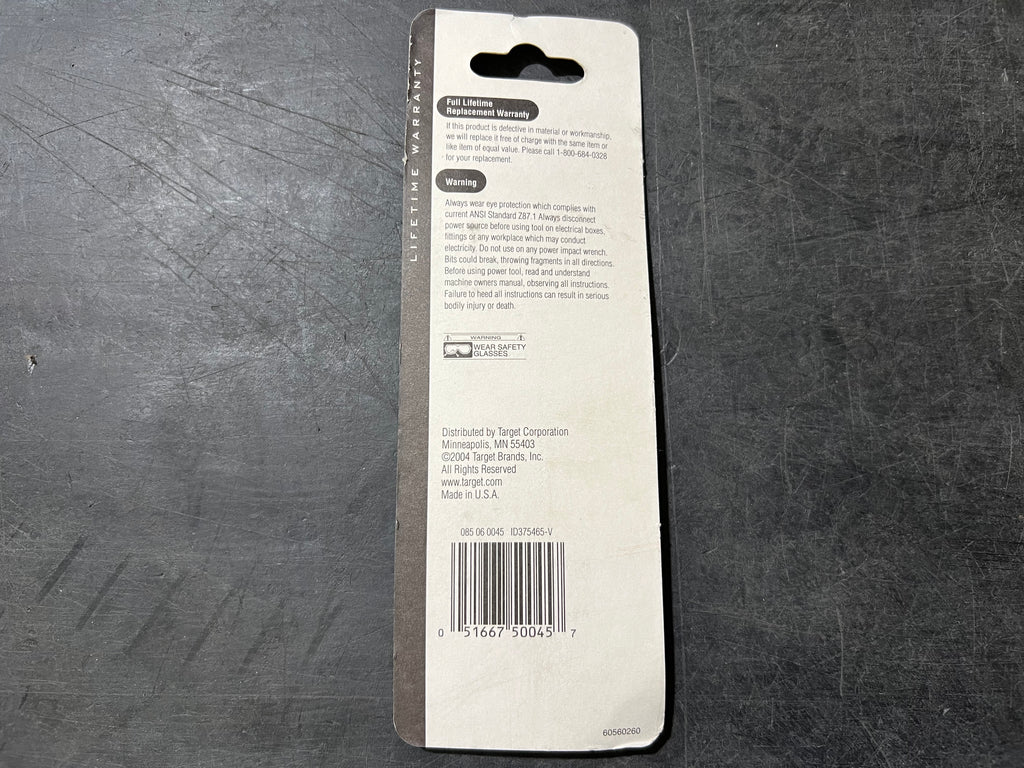 LIFETIME WARRANTY
Full Lifetime
Replacement Warranty
If this product is defective in material or workmanship,
we will replace it free of charge with the same item or
like item of equal value. Please call 1-800-684-0328
for your replacement.
Warning
Always wear eye protection which complies with
current ANSI Standard Z87.1 Always disconnect
power source before using tool on electrical boxes,
fittings or any workplace which may conduct
electricity. Do not use on any power impact wrench.
Bits could break, throwing fragments in all directions.
Before using power tool, read and understand
machine owners manual, observing all instructions.
Failure to heed all instructions can result in serious
bodily injury or death.
WARNING
WEAR SAFETY
GLASSES
Distributed by Target Corporation
Minneapolis, MN 55403
©2004 Target Brands, Inc.
All Rights Reserved
www.target.com
Made in U.S.A.
085 06 0045 ID375465-V
0 51667 50045 7
60560260